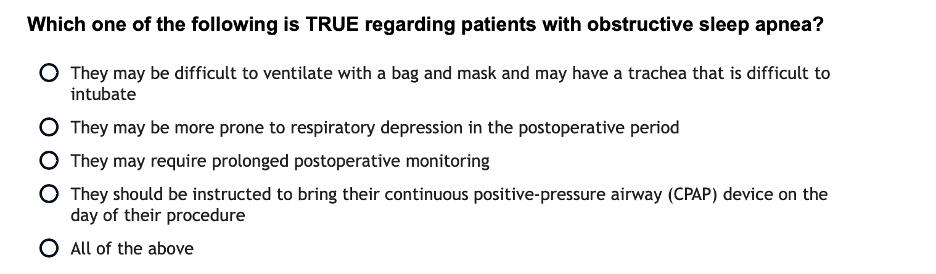 Which one of the following is TRUE regarding patients with obstructive sleep apnea?
They may be difficult to ventilate with a bag and mask and may have a trachea that is difficult to
intubate
They may be more prone to respiratory depression in the postoperative period
They may require prolonged postoperative monitoring
They should be instructed to bring their continuous positive-pressure airway (CPAP) device on the
day of their procedure
All of the above